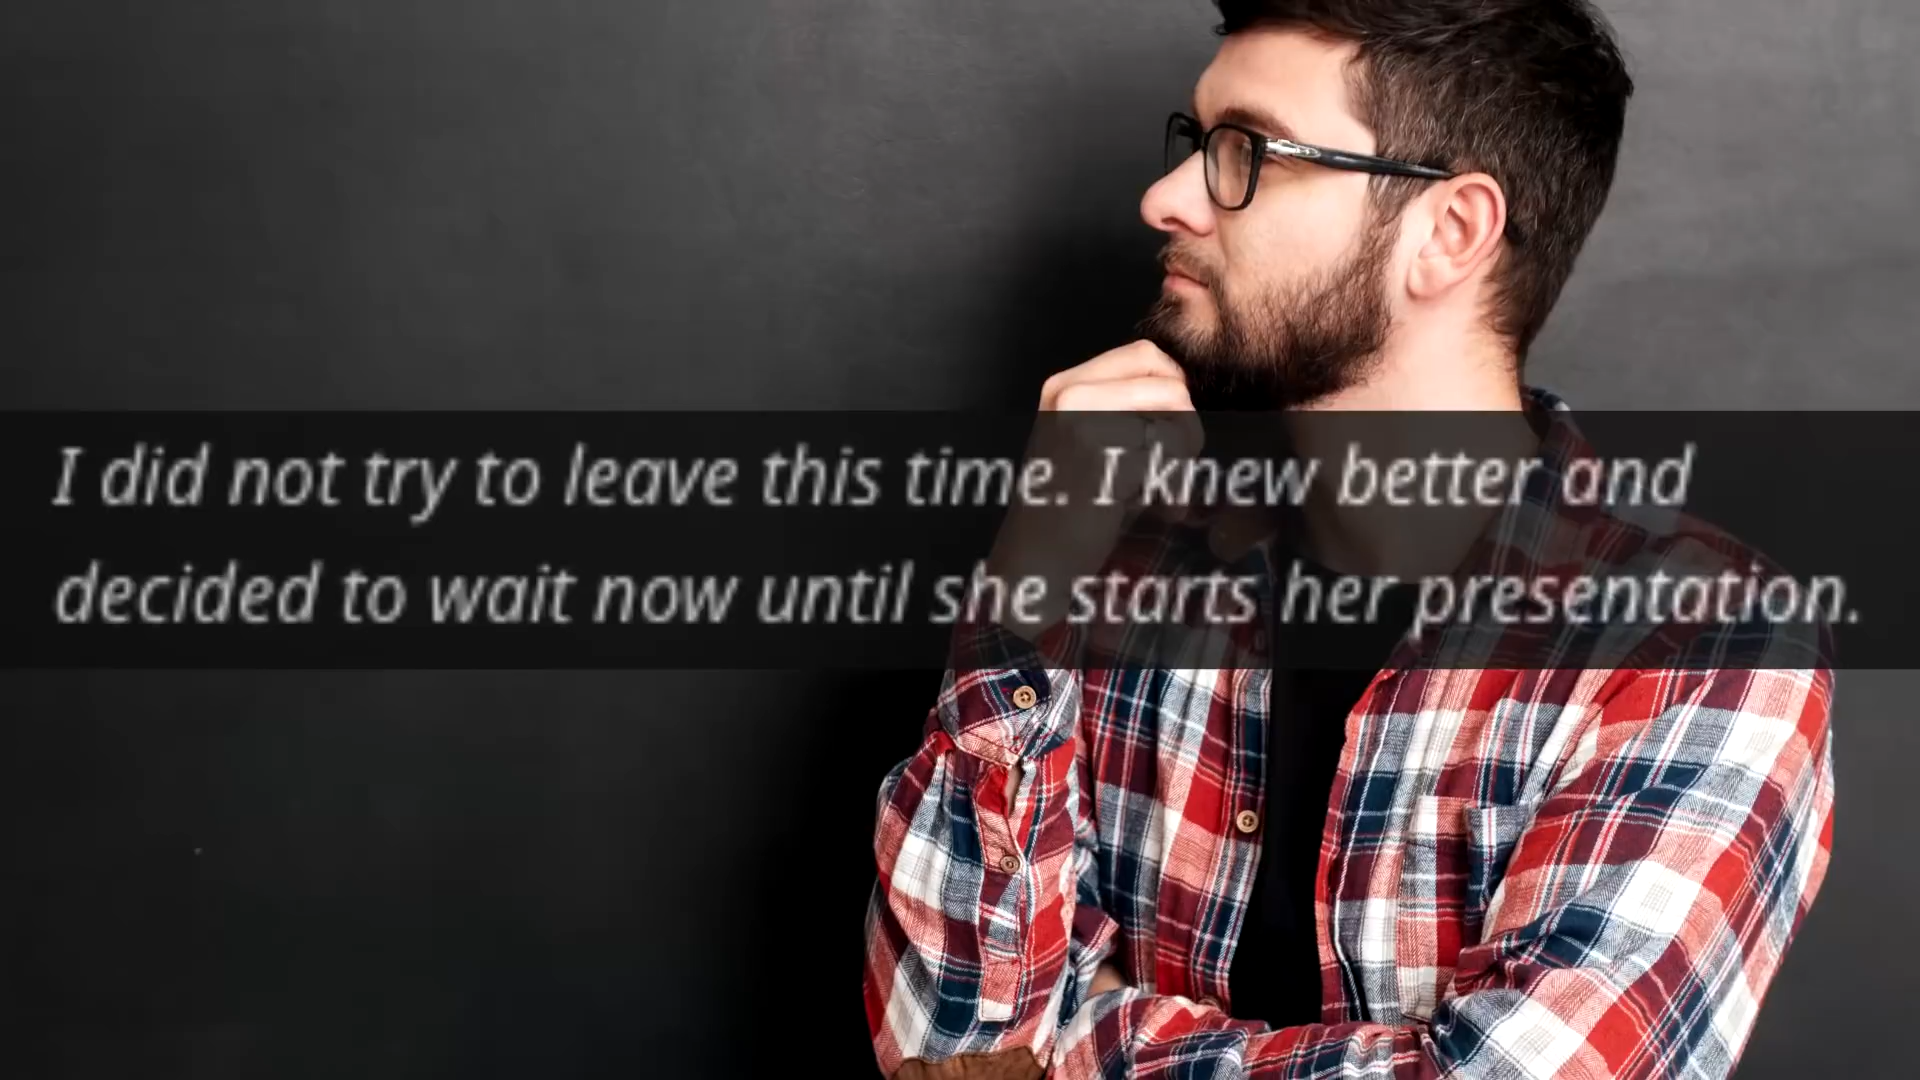 I did not try to leave this time. I knew better and
decided to wait now until she starts her presentation.